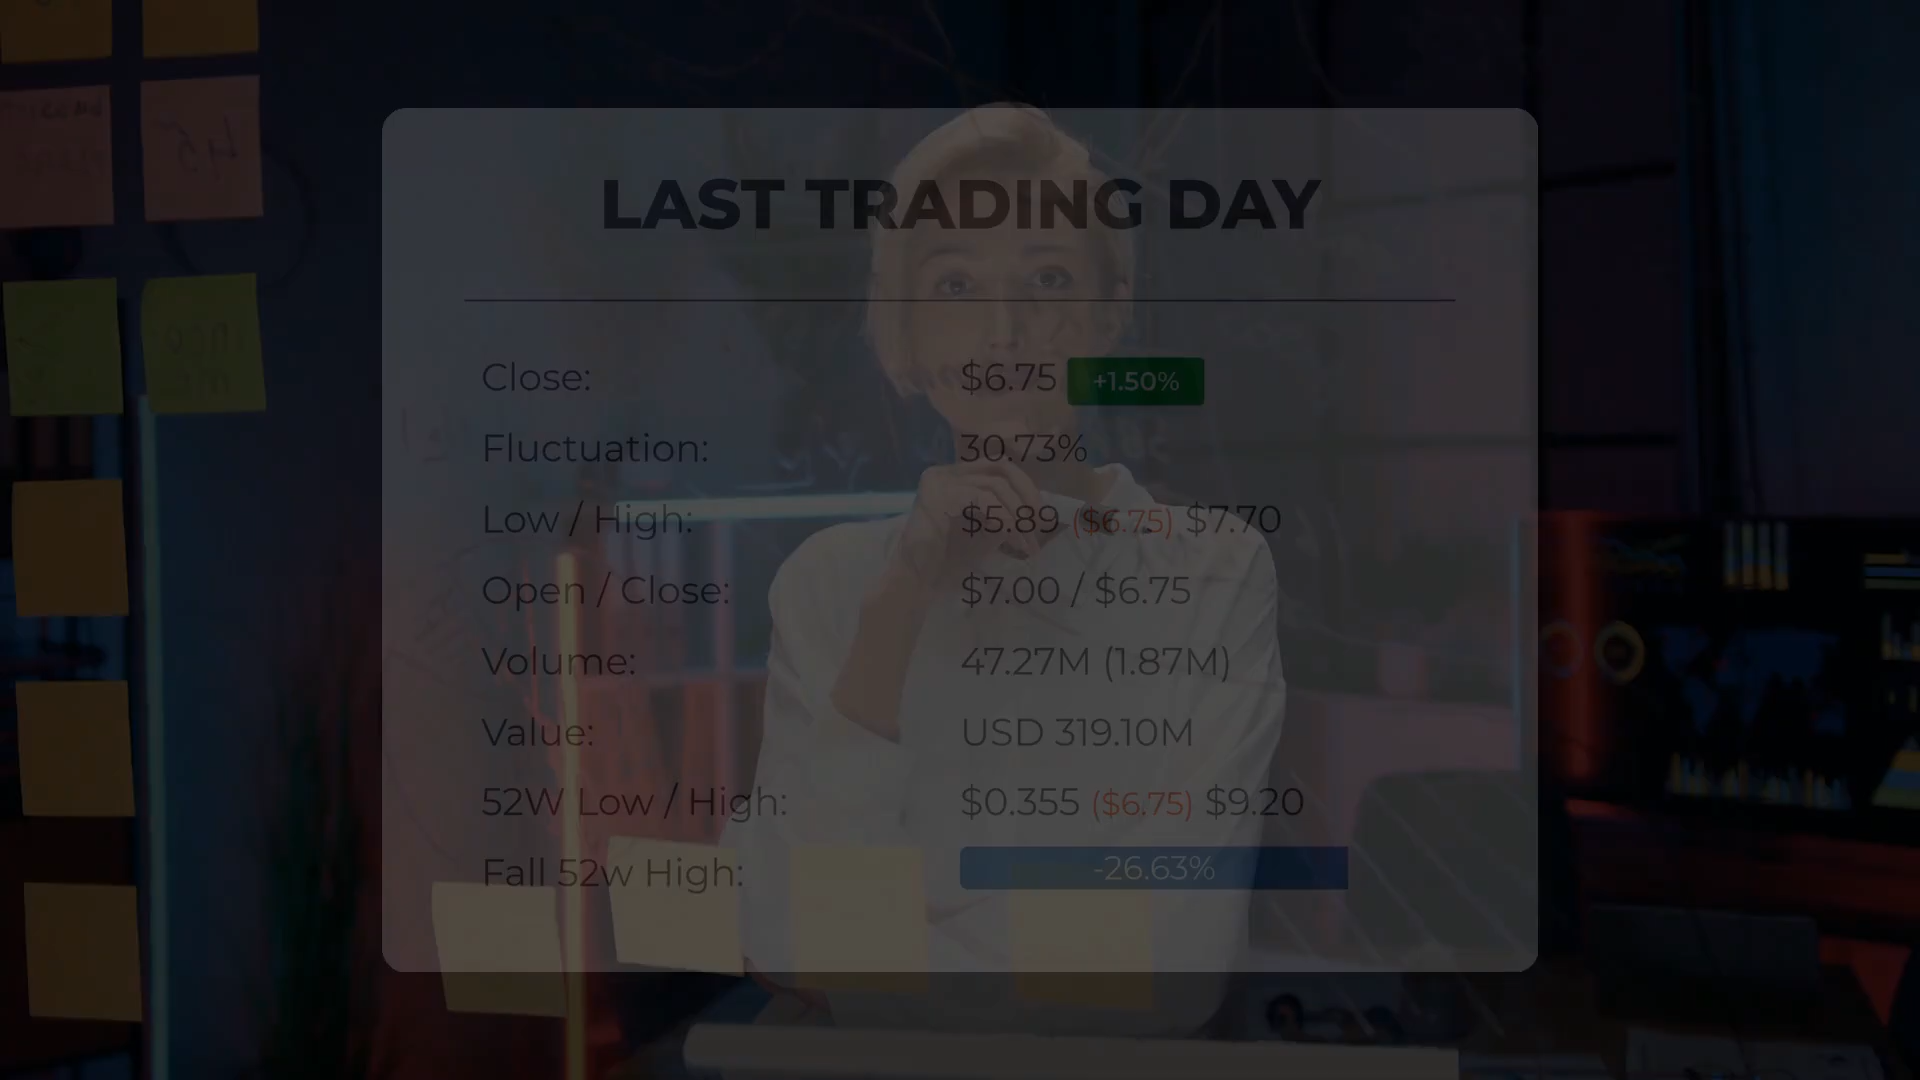 LAST TRADING DAY
Close: $6.75 +1.50%
Fluctuation: 30.73%
Low / High: $5.89 ($6.75) $7.70
Open / Close: $7.00 / $6.75
Volume: 47.27M (1.87M)
Value: USD 319.10M
52W Low / High: $0.355 ($6.75) $9.20
Fall 52w High: -26.63%